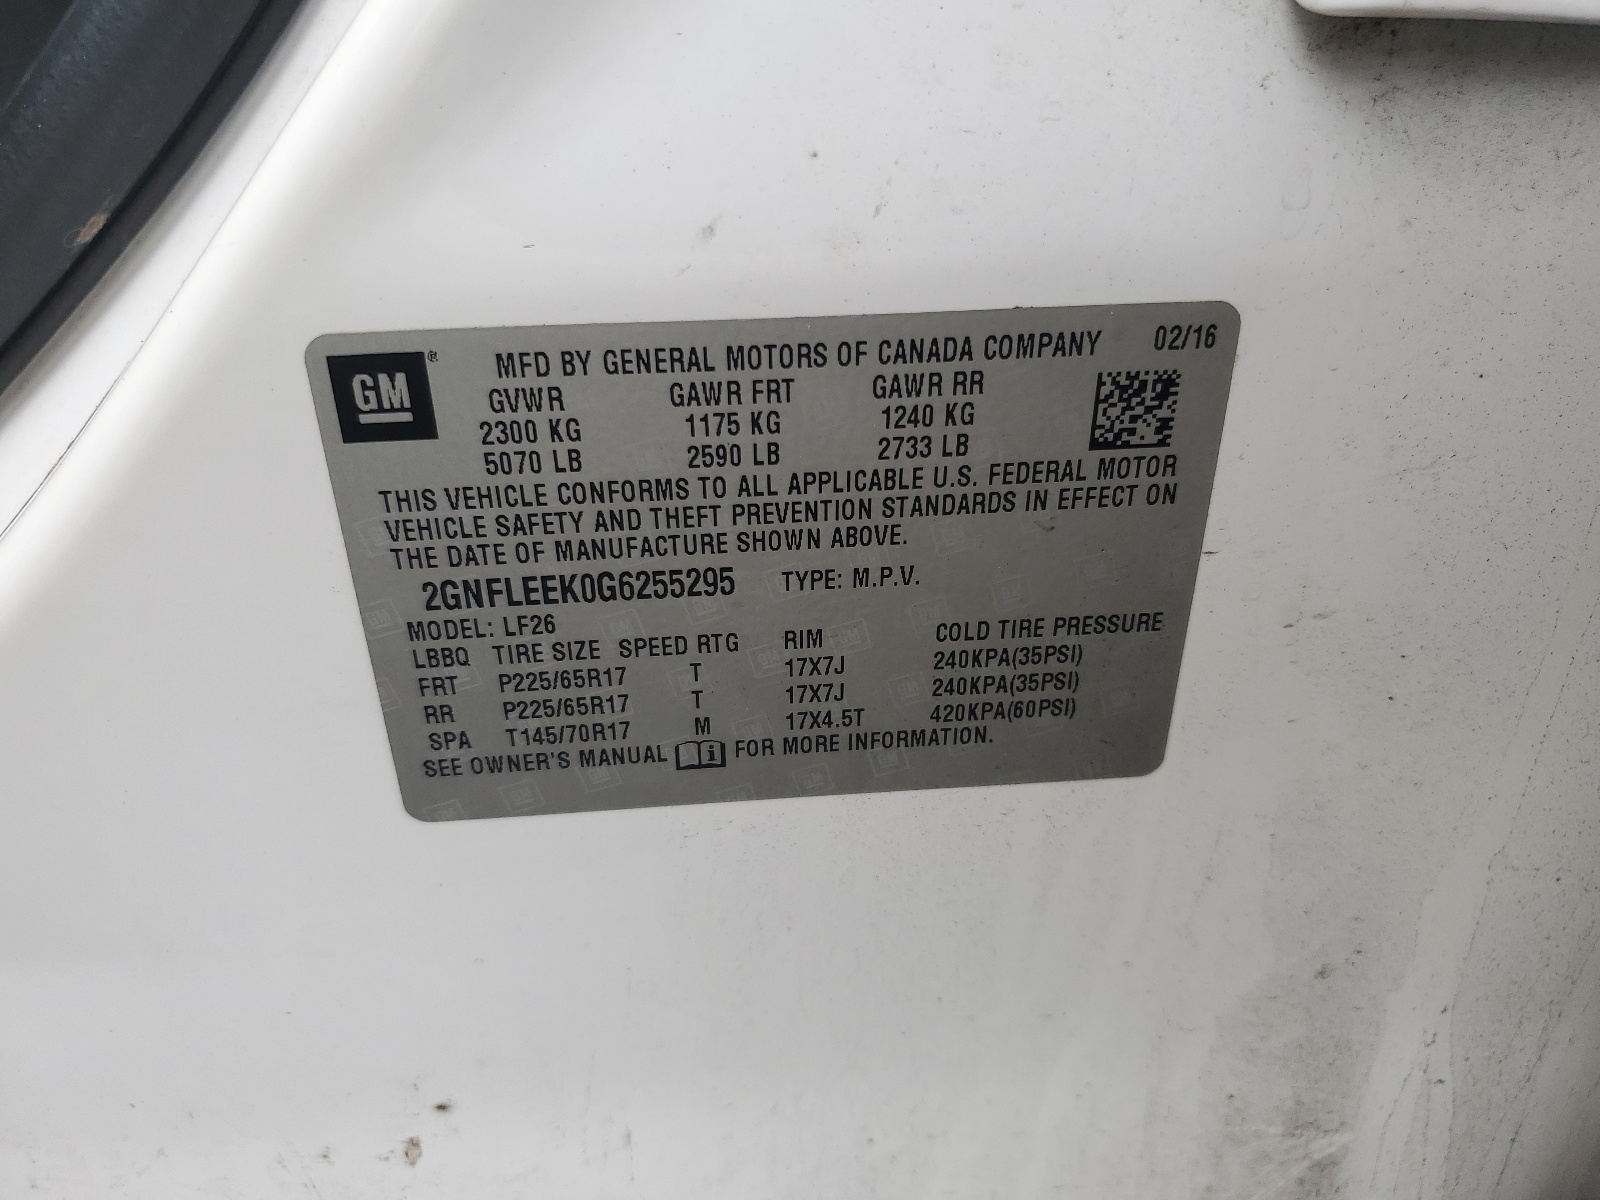 GM®
MFD BY GENERAL MOTORS OF CANADA COMPANY 02/16
GVWR GAWR FRT GAWR RR
2300 KG 1175 KG 1240 KG
5070 LB 2590 LB 2733 LB
THIS VEHICLE CONFORMS TO ALL APPLICABLE U.S. FEDERAL MOTOR
VEHICLE SAFETY AND THEFT PREVENTION STANDARDS IN EFFECT ON
THE DATE OF MANUFACTURE SHOWN ABOVE.
2GNFLEEK0G6255295 TYPE: M.P.V.
MODEL: LF26
LBBQ TIRE SIZE SPEED RTG RIM COLD TIRE PRESSURE
FRT P225/65R17 T 17X7J 240KPA(35PSI)
RR P225/65R17 T 17X7J 240KPA(35PSI)
SPA T145/70R17 M 17X4.5T 420KPA(60PSI)
SEE OWNER'S MANUAL i FOR MORE INFORMATION.